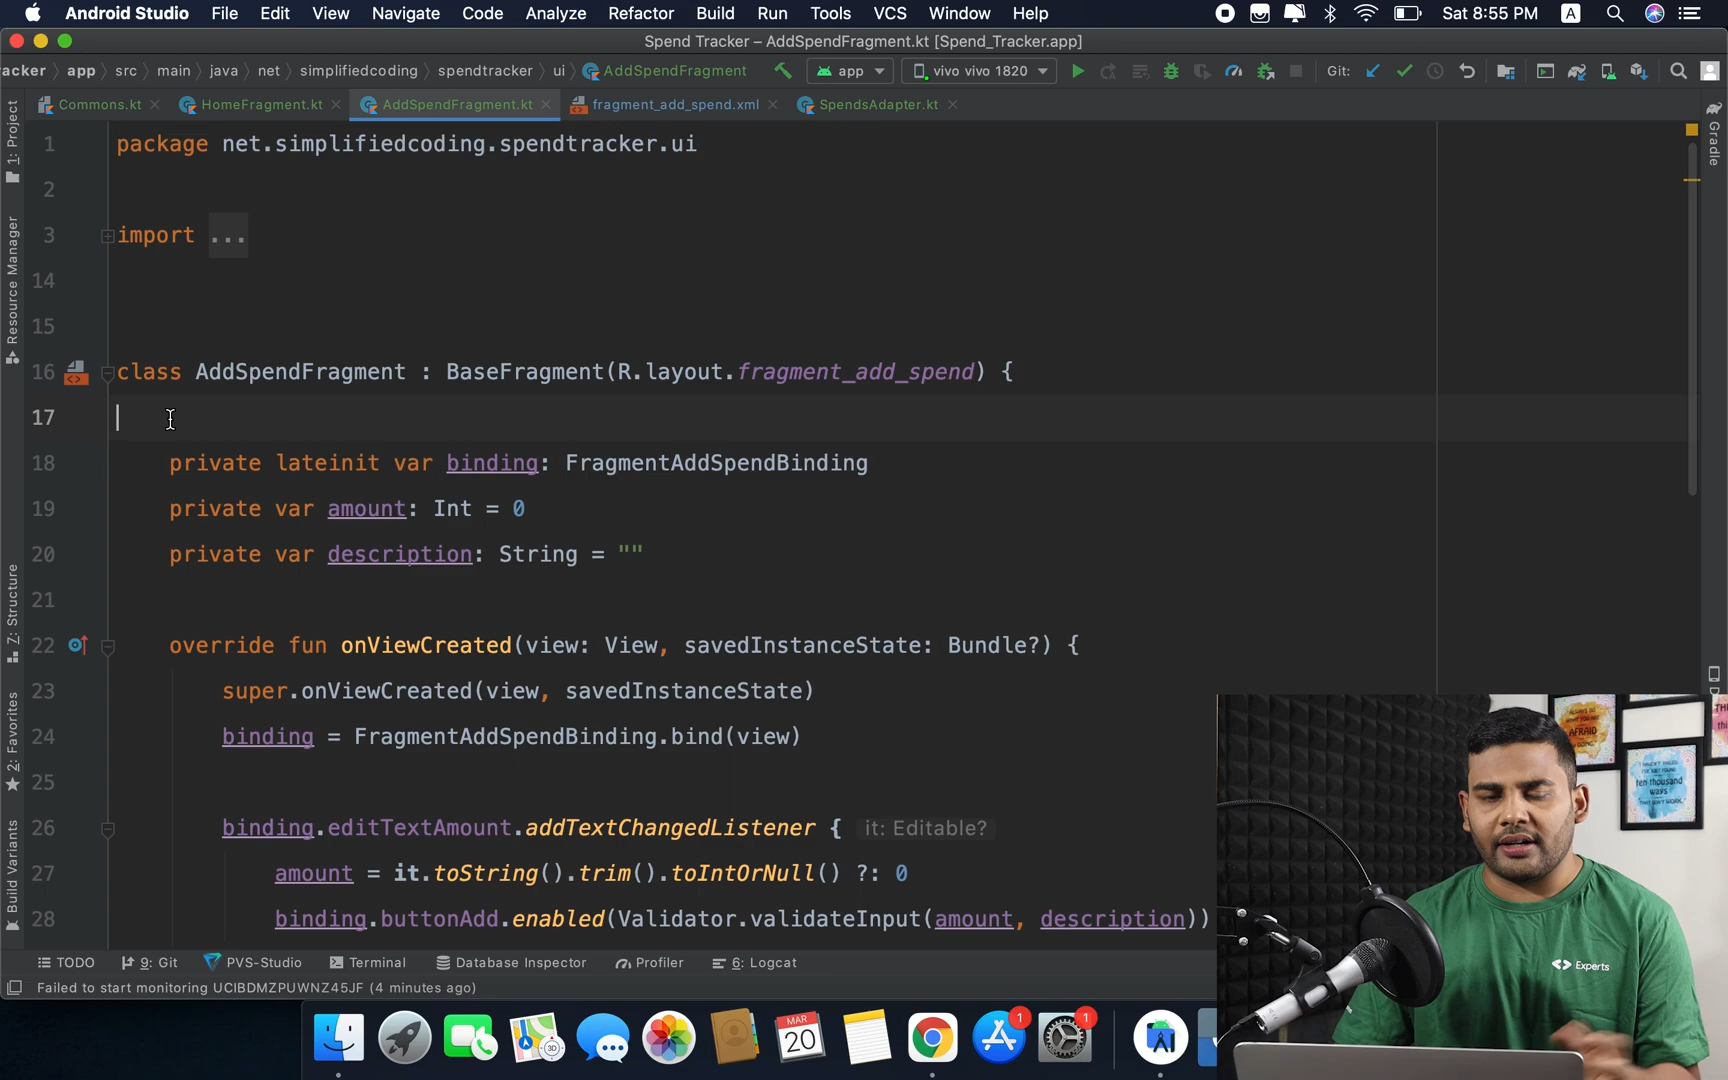 Android Studio File Edit View Navigate Code Analyze Refactor Build Run Tools VCS Window Help Sat 8:55 PM A
Spend Tracker – AddSpendFragment.kt [Spend_Tracker.app]
acker app src main java net simplifiedcoding spendtracker ui AddSpendFragment app vivo vivo 1820 Git:
Commons.kt HomeFragment.kt AddSpendFragment.kt fragment_add_spend.xml SpendsAdapter.kt
1: Project
Resource Manager
7: Structure
2: Favorites
Build Variants
Gradle
1 package net.simplifiedcoding.spendtracker.ui
2
3 import ...
14
15
16 class AddSpendFragment : BaseFragment(R.layout.fragment_add_spend) {
17
18 private lateinit var binding: FragmentAddSpendBinding
19 private var amount: Int = 0
20 private var description: String = ""
21
22 override fun onViewCreated(view: View, savedInstanceState: Bundle?) {
23 super.onViewCreated(view, savedInstanceState)
24 binding = FragmentAddSpendBinding.bind(view)
25
26 binding.editTextAmount.addTextChangedListener { it: Editable?
27 amount = it.toString().trim().toIntOrNull() ?: 0
28 binding.buttonAdd.enabled(Validator.validateInput(amount, description))
AFRAID
ten thousand
WAYS
Experts
TODO 9: Git PVS-Studio Terminal Database Inspector Profiler 6: Logcat
Failed to start monitoring UCIBDMZPUWNZ45JF (4 minutes ago)
3D
MAR
20
1
1